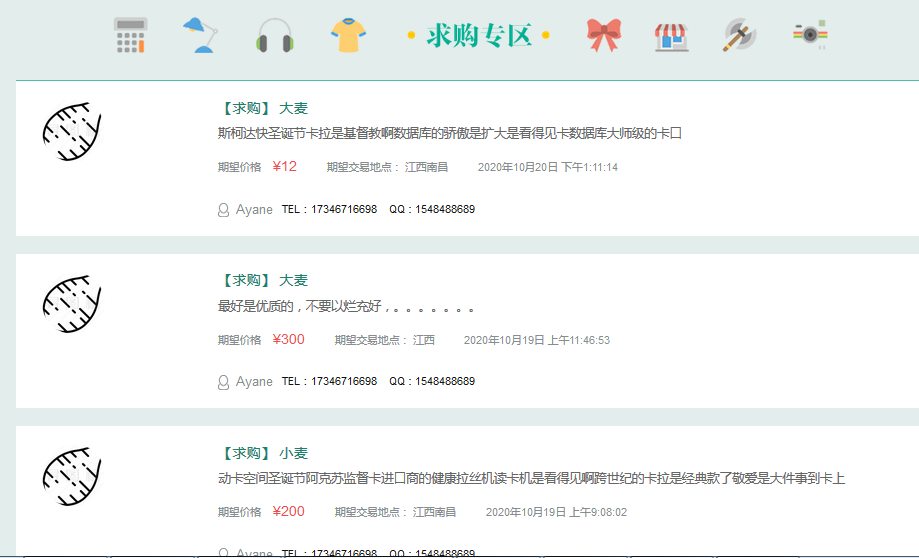 求购专区
【求购】 大麦
斯柯达快圣诞节卡拉是基督教啊数据库的骄傲是扩大是看得见卡数据库大师级的卡口
期望价格 ¥12 期望交易地点： 江西南昌 2020年10月20日 下午1:11:14
Ayane TEL：17346716698 QQ：1548488689
【求购】 大麦
最好是优质的，不要以烂充好，。。。。。。。
期望价格 ¥300 期望交易地点： 江西 2020年10月19日 上午11:46:53
Ayane TEL：17346716698 QQ：1548488689
【求购】 小麦
动卡空间圣诞节阿克苏监督卡进口商的健康拉丝机读卡机是看得见啊跨世纪的卡拉是经典款了敬爱是大件事到卡上
期望价格 ¥200 期望交易地点： 江西南昌 2020年10月19日 上午9:08:02
Ayane TEL：17346716698 QQ：1548488689